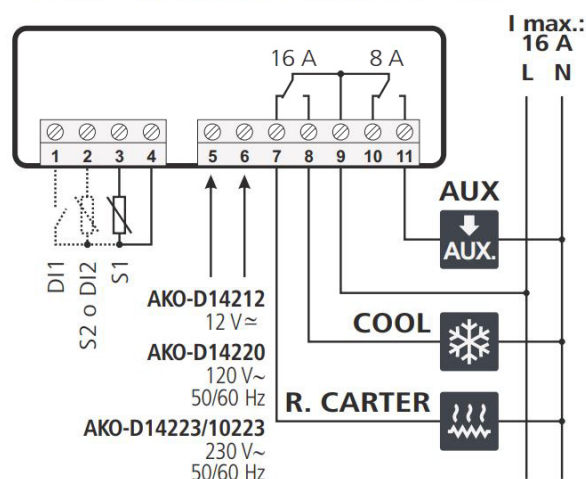 I max.:
16 A
L N
16 A 8 A
1 2 3 4 5 6 7 8 9 10 11
DI1
S2 o DI2
S1
AUX
AUX.
AKO-D14212
12 V≃
COOL
AKO-D14220
120 V~
50/60 Hz
R. CARTER
AKO-D14223/10223
230 V~
50/60 Hz